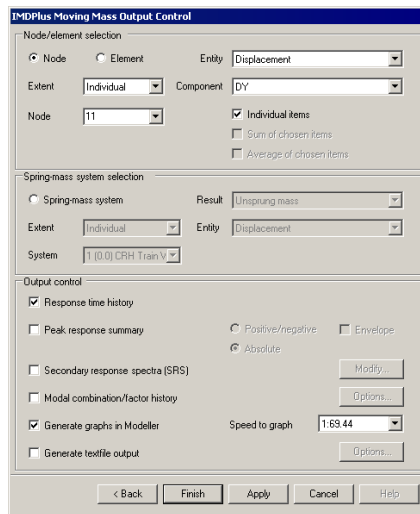 IMDPlus Moving Mass Output Control
Node/element selection
Node Element Entity Displacement
Extent Individual Component DY
Node 11 Individual items
Sum of chosen items
Average of chosen items
Spring-mass system selection
Spring-mass system Result Unsprung mass
Extent Individual Entity Displacement
System 1 (0.0) CRH Train V
Output control
Response time history
Peak response summary Positive/negative Envelope
Absolute
Secondary response spectra (SRS) Modify...
Modal combination/factor history Options...
Generate graphs in Modeller Speed to graph 1:69.44
Generate textfile output Options...
< Back Finish Apply Cancel Help